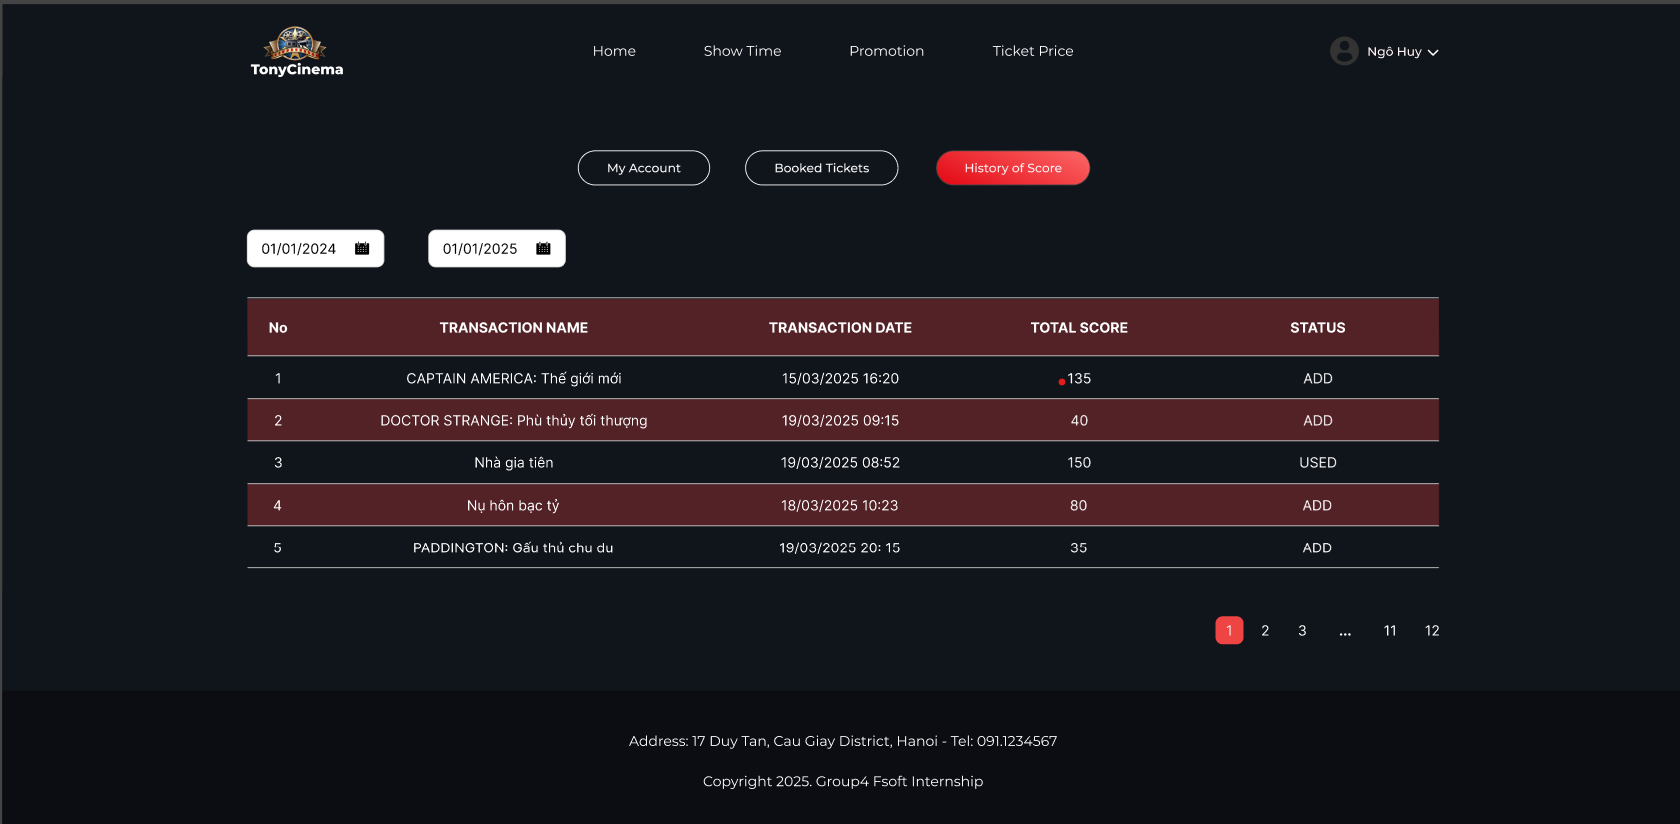 TonyCinema
Home Show Time Promotion Ticket Price Ngô Huy
My Account Booked Tickets History of Score
01/01/2024 01/01/2025
No TRANSACTION NAME TRANSACTION DATE TOTAL SCORE STATUS
1 CAPTAIN AMERICA: Thế giới mới 15/03/2025 16:20 135 ADD
2 DOCTOR STRANGE: Phù thủy tối thượng 19/03/2025 09:15 40 ADD
3 Nhà gia tiên 19/03/2025 08:52 150 USED
4 Nụ hôn bạc tỷ 18/03/2025 10:23 80 ADD
5 PADDINGTON: Gấu thủ chu du 19/03/2025 20: 15 35 ADD
1 2 3 ... 11 12
Address: 17 Duy Tan, Cau Giay District, Hanoi - Tel: 091.1234567
Copyright 2025. Group4 Fsoft Internship